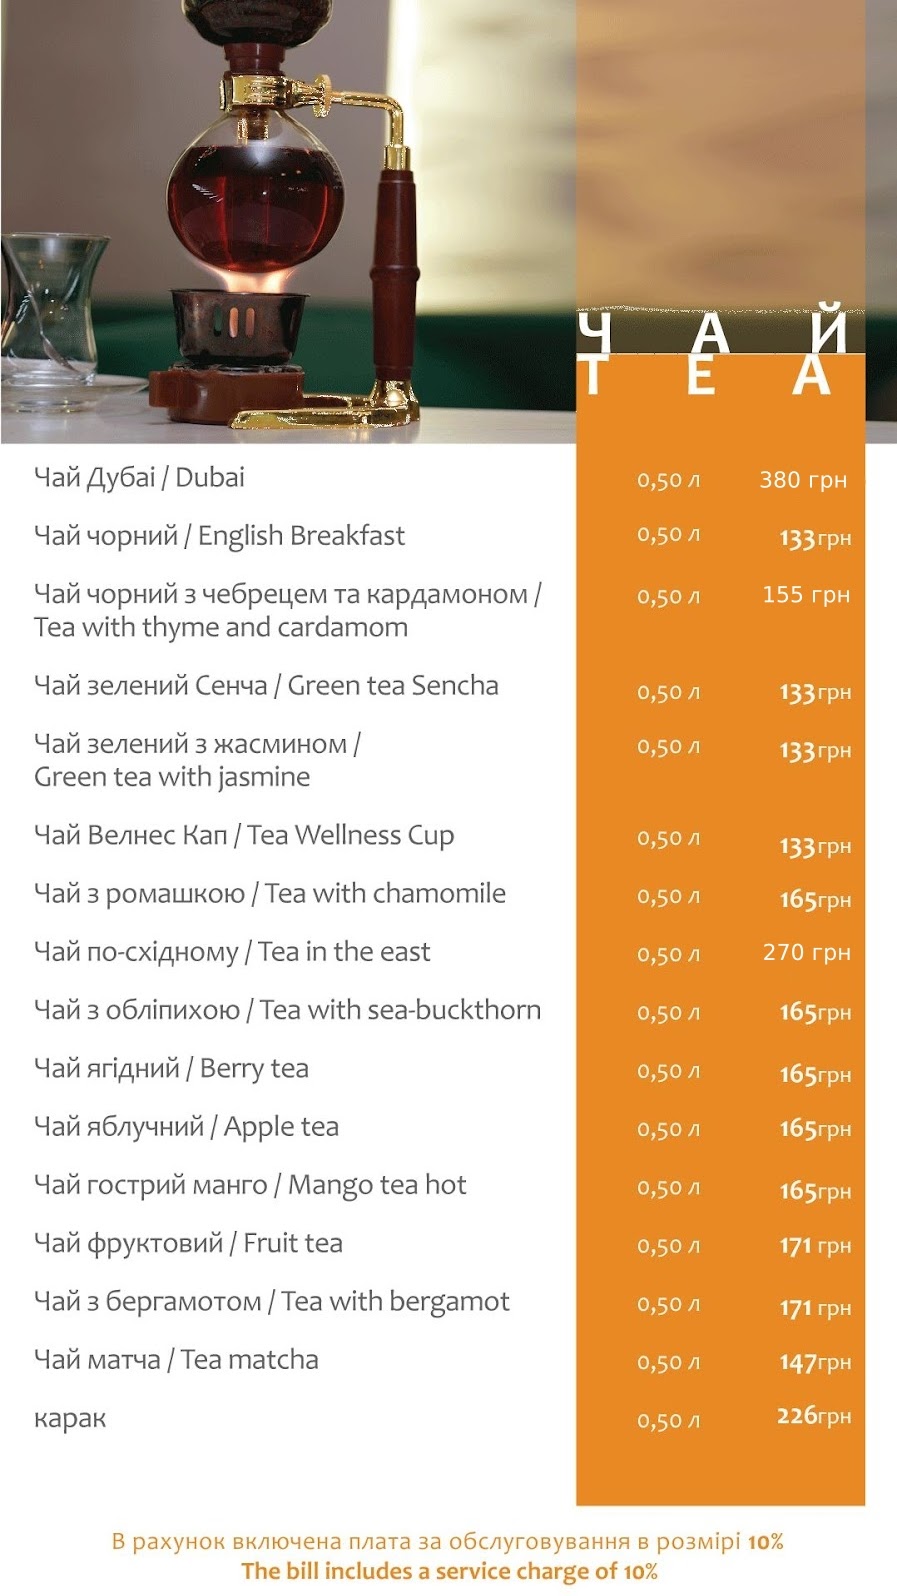 ЧАЙ
TEA
Чай Дубаі / Dubai 0,50 л 380 грн
Чай чорний / English Breakfast 0,50 л 133грн
Чай чорний з чебрецем та кардамоном / 0,50 л 155 грн
Tea with thyme and cardamom
Чай зелений Сенча / Green tea Sencha 0,50 л 133грн
Чай зелений з жасмином / 0,50 л 133грн
Green tea with jasmine
Чай Велнес Кап / Tea Wellness Cup 0,50 л 133грн
Чай з ромашкою / Tea with chamomile 0,50 л 165грн
Чай по-східному / Tea in the east 0,50 л 270 грн
Чай з обліпихою / Tea with sea-buckthorn 0,50 л 165грн
Чай ягідний / Berry tea 0,50 л 165грн
Чай яблучний / Apple tea 0,50 л 165грн
Чай гострий манго / Mango tea hot 0,50 л 165грн
Чай фруктовий / Fruit tea 0,50 л 171 грн
Чай з бергамотом / Tea with bergamot 0,50 л 171 грн
Чай матча / Tea matcha 0,50 л 147грн
карак 0,50 л 226грн
В рахунок включена плата за обслуговування в розмірі 10%
The bill includes a service charge of 10%